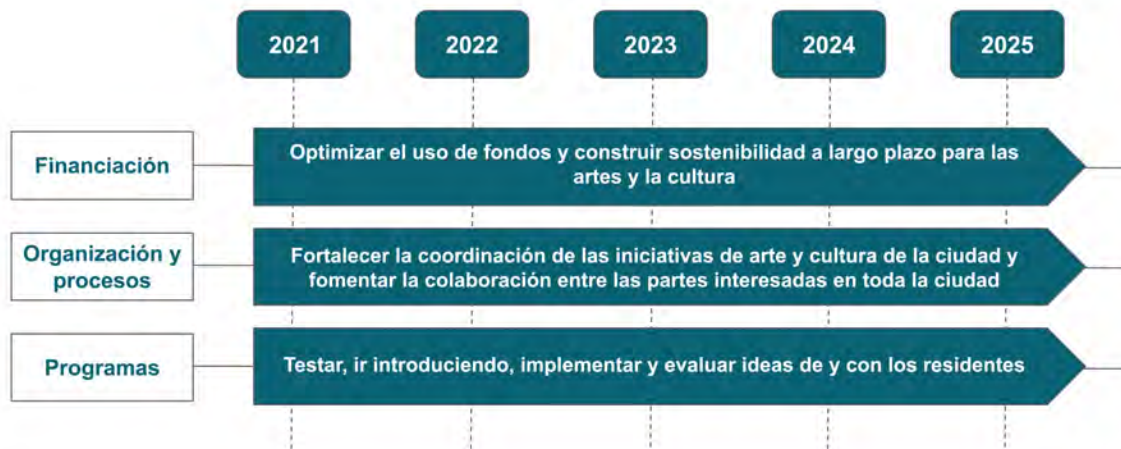 2021 2022 2023 2024 2025
Financiación
Optimizar el uso de fondos y construir sostenibilidad a largo plazo para las
artes y la cultura
Organización y
procesos
Fortalecer la coordinación de las iniciativas de arte y cultura de la ciudad y
fomentar la colaboración entre las partes interesadas en toda la ciudad
Programas
Testar, ir introduciendo, implementar y evaluar ideas de y con los residentes